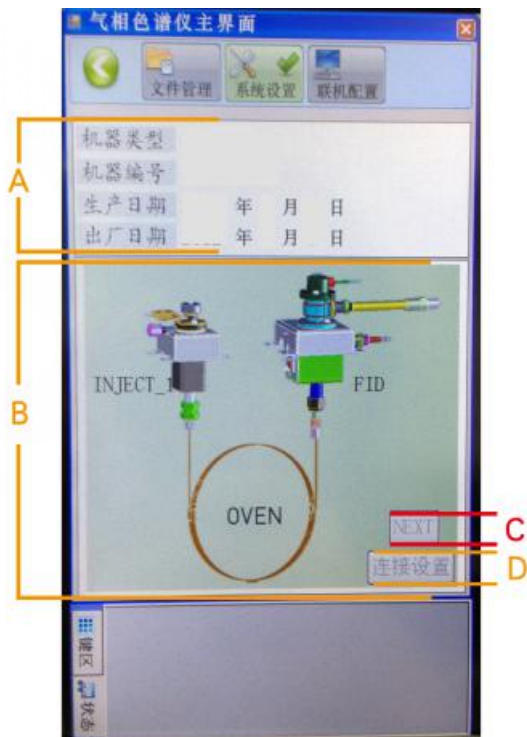 气相色谱仪主界面
文件管理
系统设置
联机配置
机器类型
机器编号
生产日期 年 月 日
出厂日期 年 月 日
A
INJECT_1
FID
B
OVEN
NEXT
C
连接设置
D
键区
状态